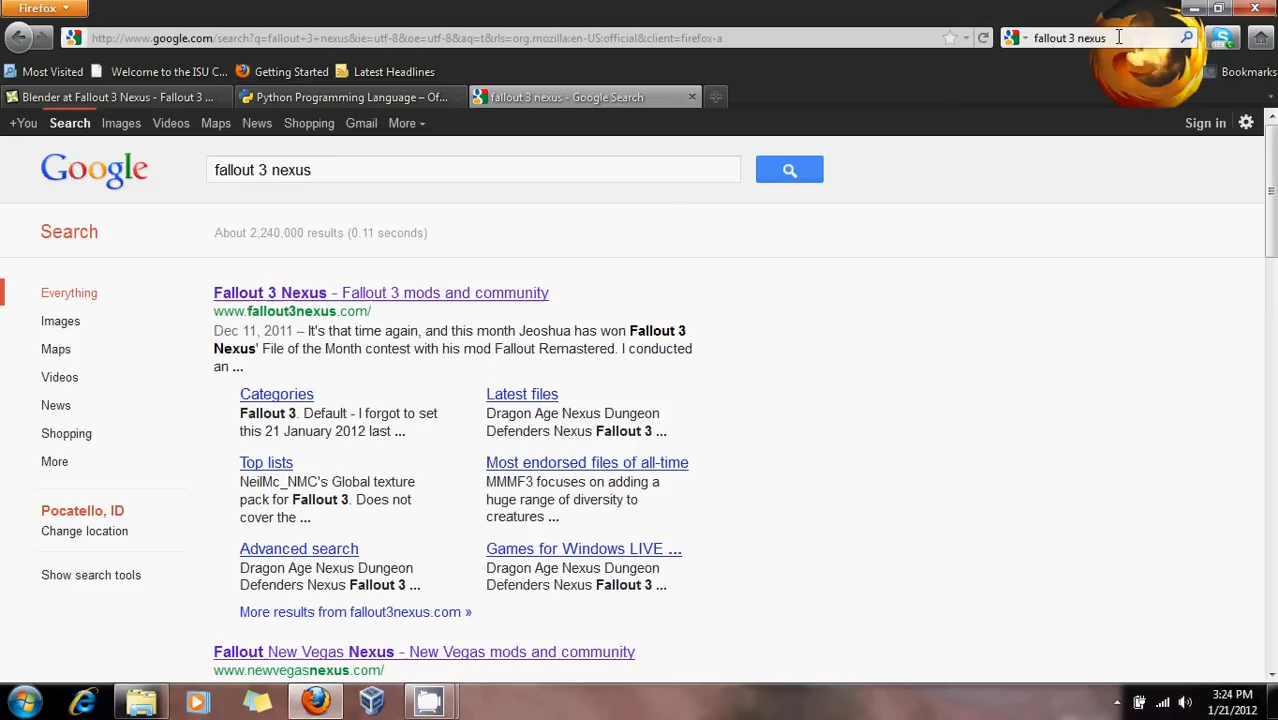 Firefox
http://www.google.com/search?q=fallout+3+nexus&ie=utf-8&oe=utf-8&aq=t&rls=org.mozilla:en-US:official&client=firefox-a
fallout 3 nexus
Most Visited
Welcome to the ISU C...
Getting Started
Latest Headlines
Bookmarks
Blender at Fallout 3 Nexus - Fallout 3 ...
Python Programming Language – Of...
fallout 3 nexus - Google Search
+You Search Images Videos Maps News Shopping Gmail More
Sign in
Google
fallout 3 nexus
Search
About 2,240,000 results (0.11 seconds)
Everything
Images
Maps
Videos
News
Shopping
More
Pocatello, ID
Change location
Show search tools
Fallout 3 Nexus - Fallout 3 mods and community
www.fallout3nexus.com/
Dec 11, 2011 – It's that time again, and this month Jeoshua has won Fallout 3
Nexus' File of the Month contest with his mod Fallout Remastered. I conducted
an ...
Categories
Fallout 3. Default - I forgot to set
this 21 January 2012 last ...
Latest files
Dragon Age Nexus Dungeon
Defenders Nexus Fallout 3 ...
Top lists
NeilMc_NMC's Global texture
pack for Fallout 3. Does not
cover the ...
Most endorsed files of all-time
MMMF3 focuses on adding a
huge range of diversity to
creatures ...
Advanced search
Dragon Age Nexus Dungeon
Defenders Nexus Fallout 3 ...
Games for Windows LIVE ...
Dragon Age Nexus Dungeon
Defenders Nexus Fallout 3 ...
More results from fallout3nexus.com »
Fallout New Vegas Nexus - New Vegas mods and community
www.newvegasnexus.com/
3:24 PM
1/21/2012